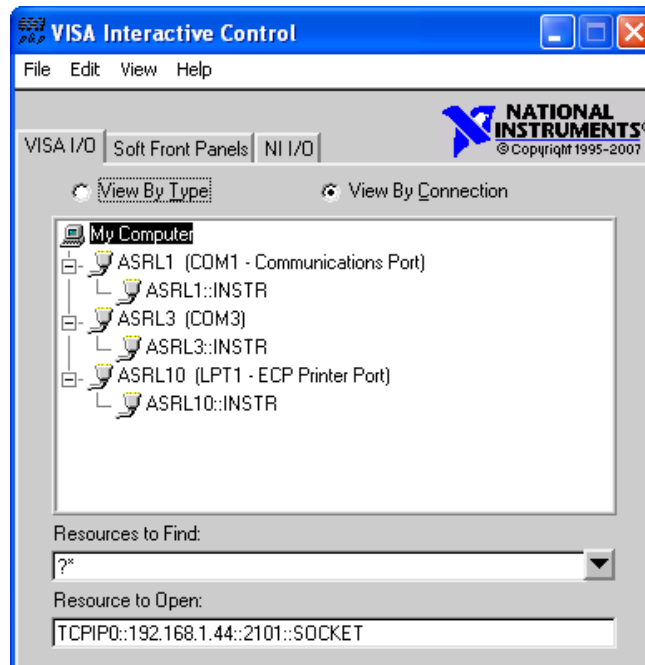 VISA Interactive Control
File Edit View Help
NATIONAL
INSTRUMENTS®
© Copyright 1995-2007
VISA I/O Soft Front Panels NI I/O
View By Type View By Connection
My Computer
ASRL1 (COM1 - Communications Port)
ASRL1::INSTR
ASRL3 (COM3)
ASRL3::INSTR
ASRL10 (LPT1 - ECP Printer Port)
ASRL10::INSTR
Resources to Find:
?*
Resource to Open:
TCPIP0::192.168.1.44::2101::SOCKET